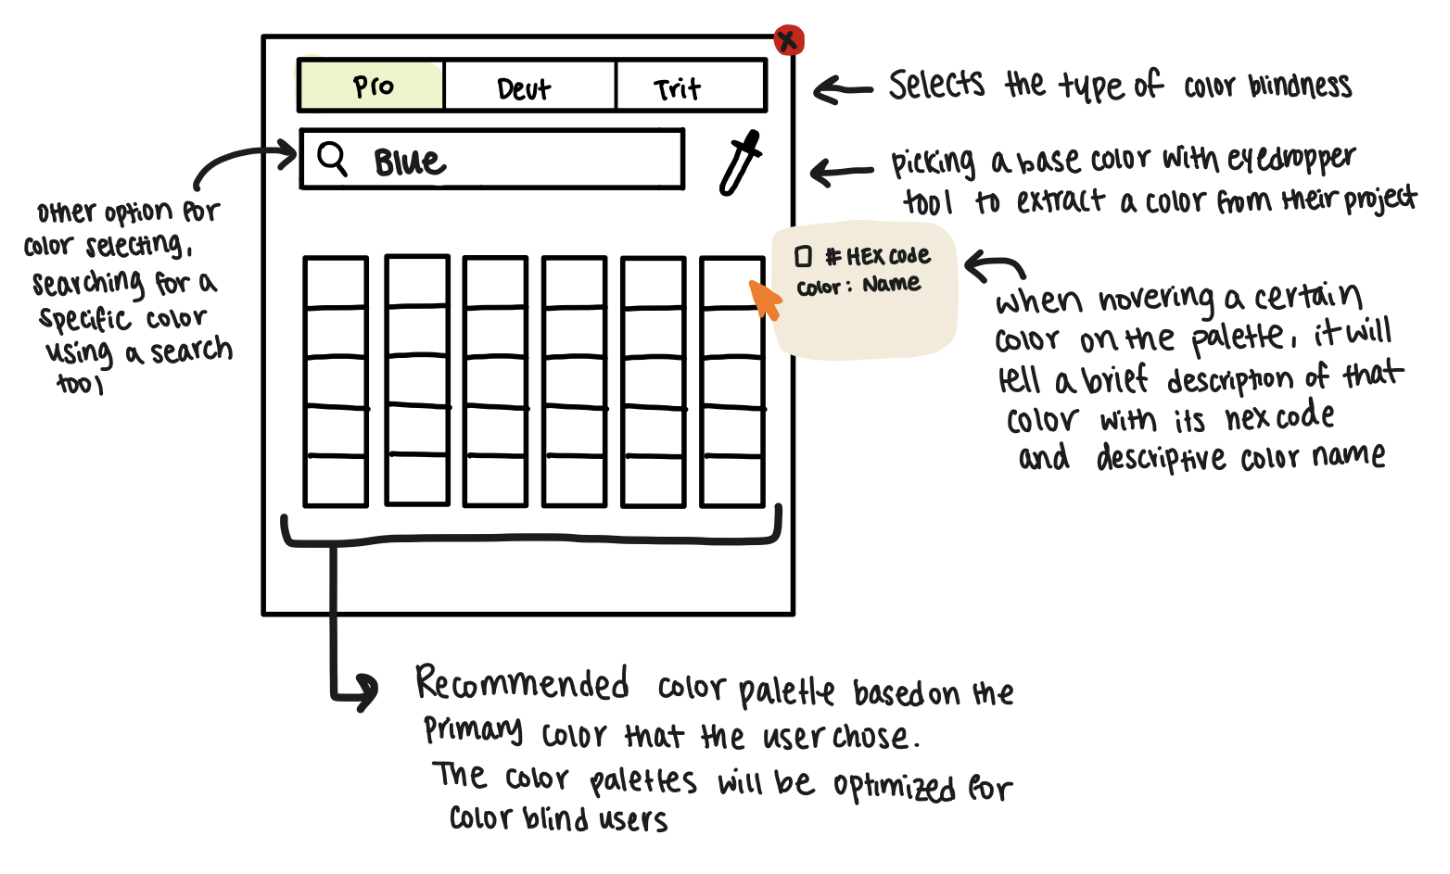 Pro
Deut
Trit
Selects the type of color blindness
Blue
picking a base color with eyedropper
tool to extract a color from their project
other option for
color selecting,
searching for a
specific color
using a search
tool
# HEX code
color: Name
when hovering a certain
color on the palette, it will
tell a brief description of that
color with its hex code
and descriptive color name
Recommended color palette based on the
primary color that the user chose.
The color palettes will be optimized for
color blind users